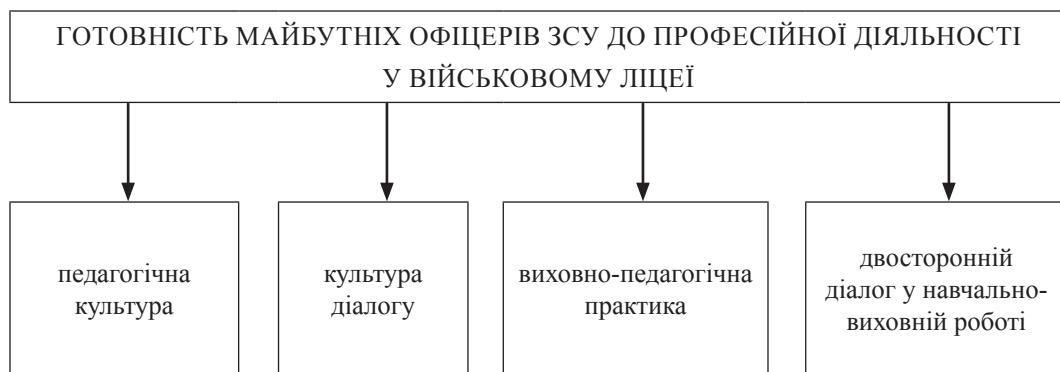 ГОТОВНІСТЬ МАЙБУТНІХ ОФІЦЕРІВ ЗСУ ДО ПРОФЕСІЙНОЇ ДІЯЛЬНОСТІ
У ВІЙСЬКОВОМУ ЛІЦЕЇ
педагогічна
культура
культура
діалогу
виховно-педагогічна
практика
двосторонній
діалог у навчально-
виховній роботі